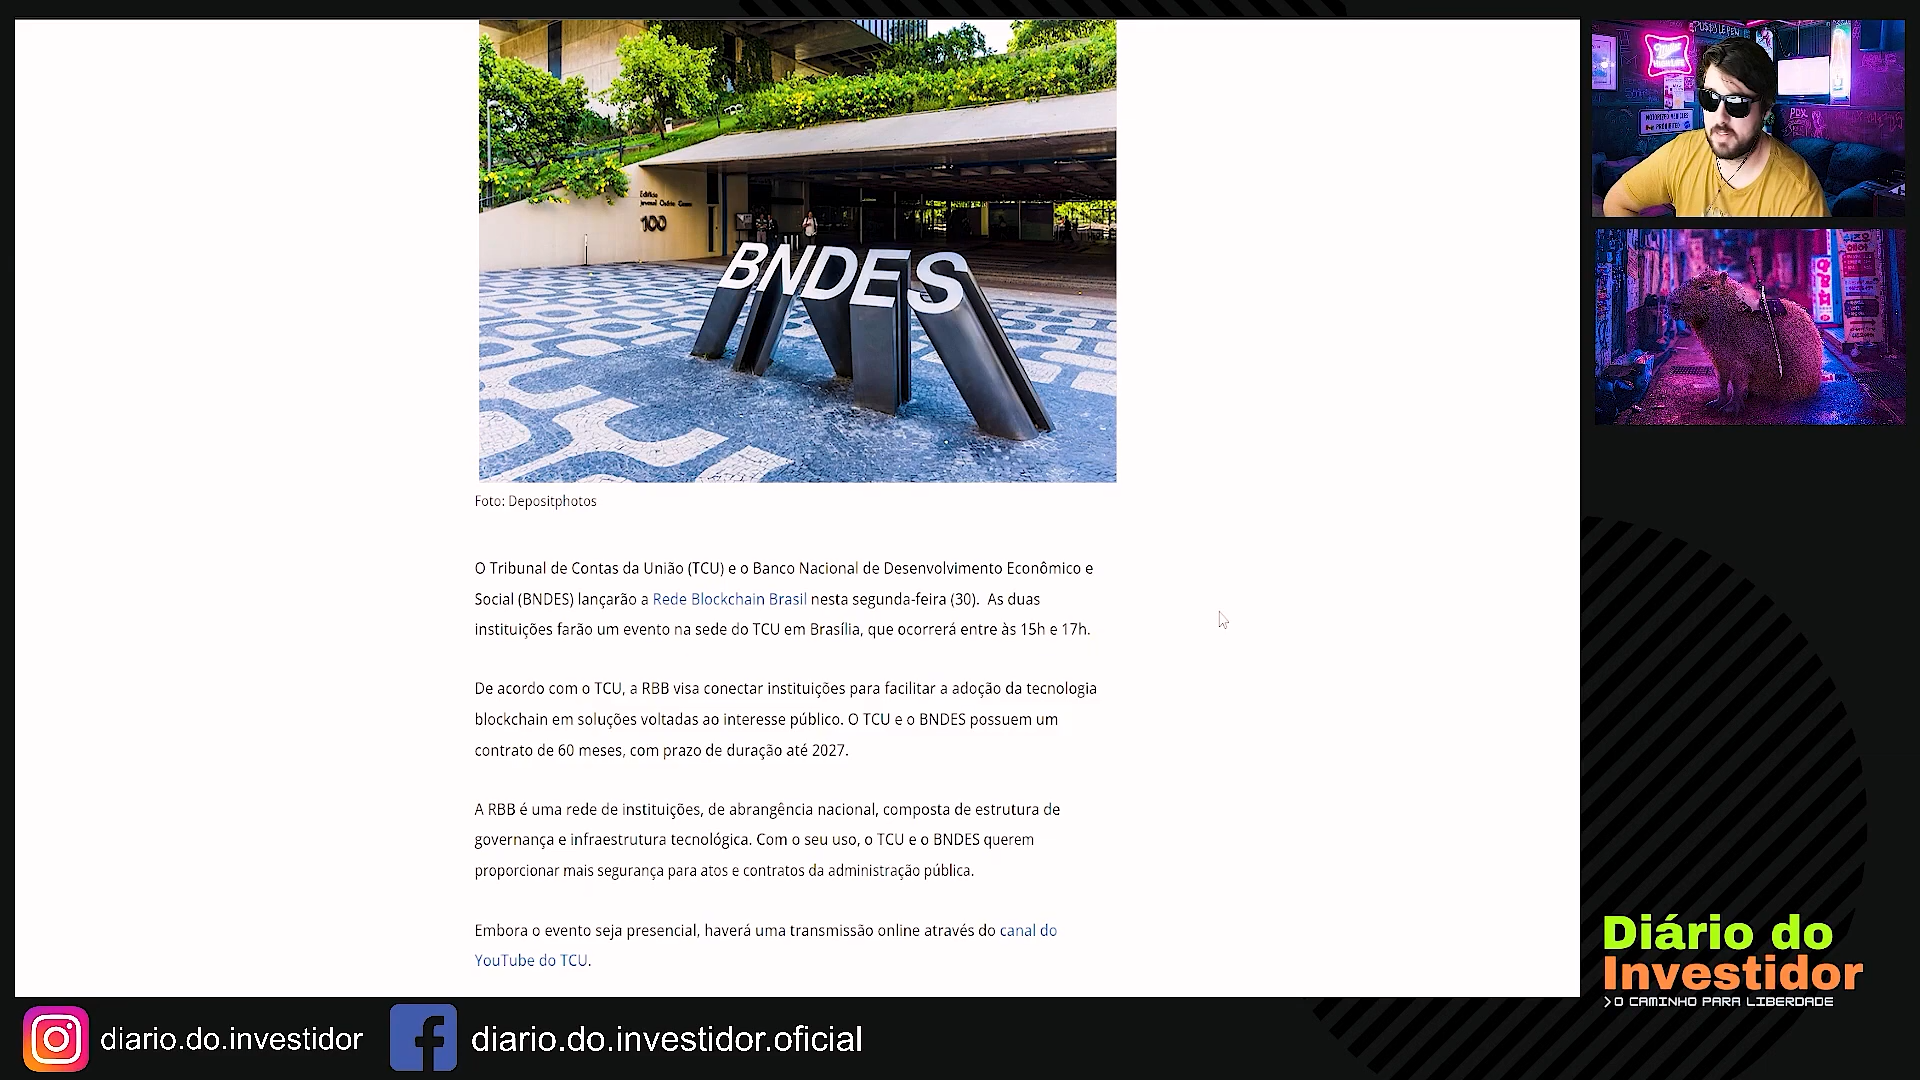 Edifício
100
BNDES
Foto: Depositphotos
O Tribunal de Contas da União (TCU) e o Banco Nacional de Desenvolvimento Econômico e
Social (BNDES) lançarão a Rede Blockchain Brasil nesta segunda-feira (30).  As duas
instituições farão um evento na sede do TCU em Brasília, que ocorrerá entre às 15h e 17h.
De acordo com o TCU, a RBB visa conectar instituições para facilitar a adoção da tecnologia
blockchain em soluções voltadas ao interesse público. O TCU e o BNDES possuem um
contrato de 60 meses, com prazo de duração até 2027.
A RBB é uma rede de instituições, de abrangência nacional, composta de estrutura de
governança e infraestrutura tecnológica. Com o seu uso, o TCU e o BNDES querem
proporcionar mais segurança para atos e contratos da administração pública.
Embora o evento seja presencial, haverá uma transmissão online através do canal do
YouTube do TCU.
MOTORIZED VEHICLES
PROHIBITED
PDX
Diário do
Investidor
>O CAMINHO PARA LIBERDADE
diario.do.investidor
diario.do.investidor.oficial